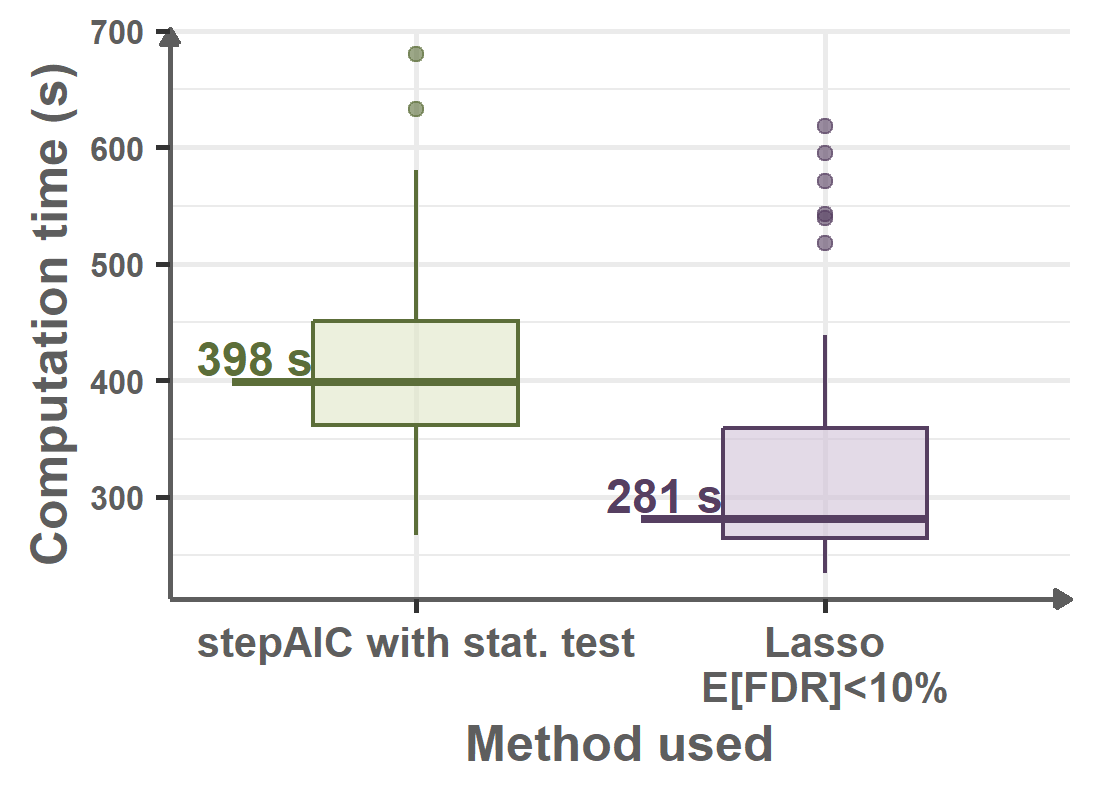 Computation time (s)
700
600
500
400
300
398 s
281 s
stepAIC with stat. test
Lasso
E[FDR]<10%
Method used